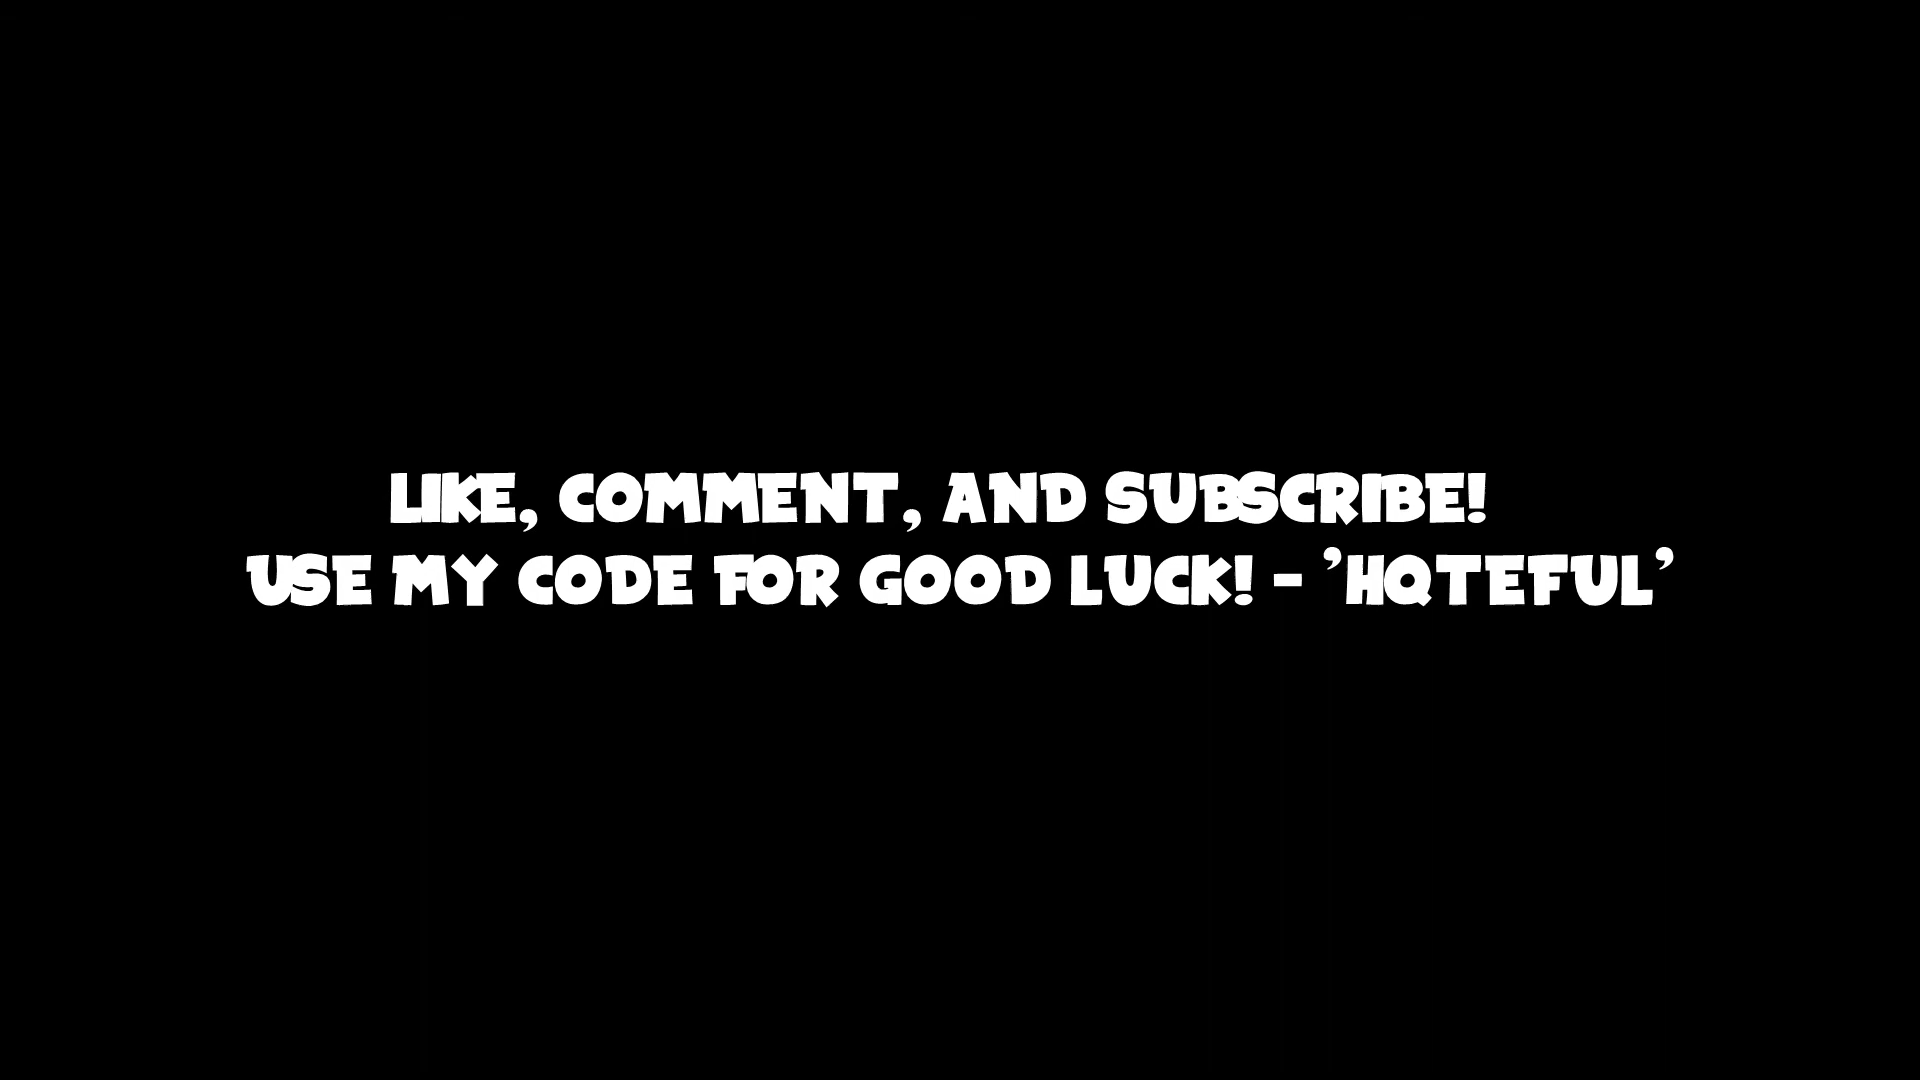 LIKE, COMMENT, AND SUBSCRIBE!
USE MY CODE FOR GOOD LUCK! - 'HQTEFUL'